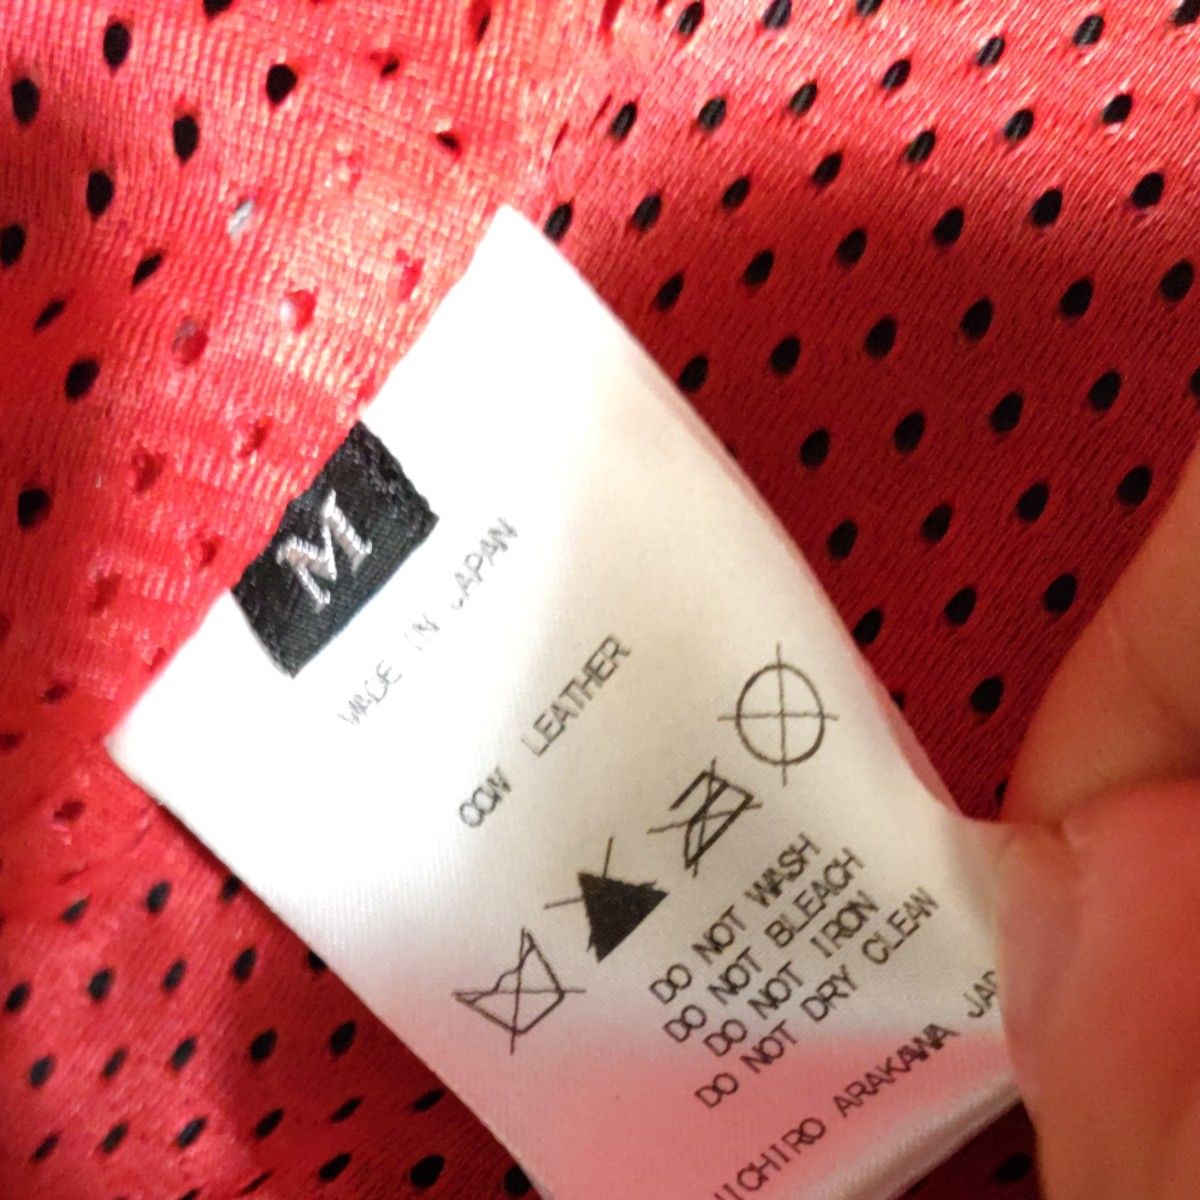 M
MADE IN JAPAN
COW LEATHER
DO NOT WASH
DO NOT BLEACH
DO NOT IRON
DO NOT DRY CLEAN
ARAKAWA